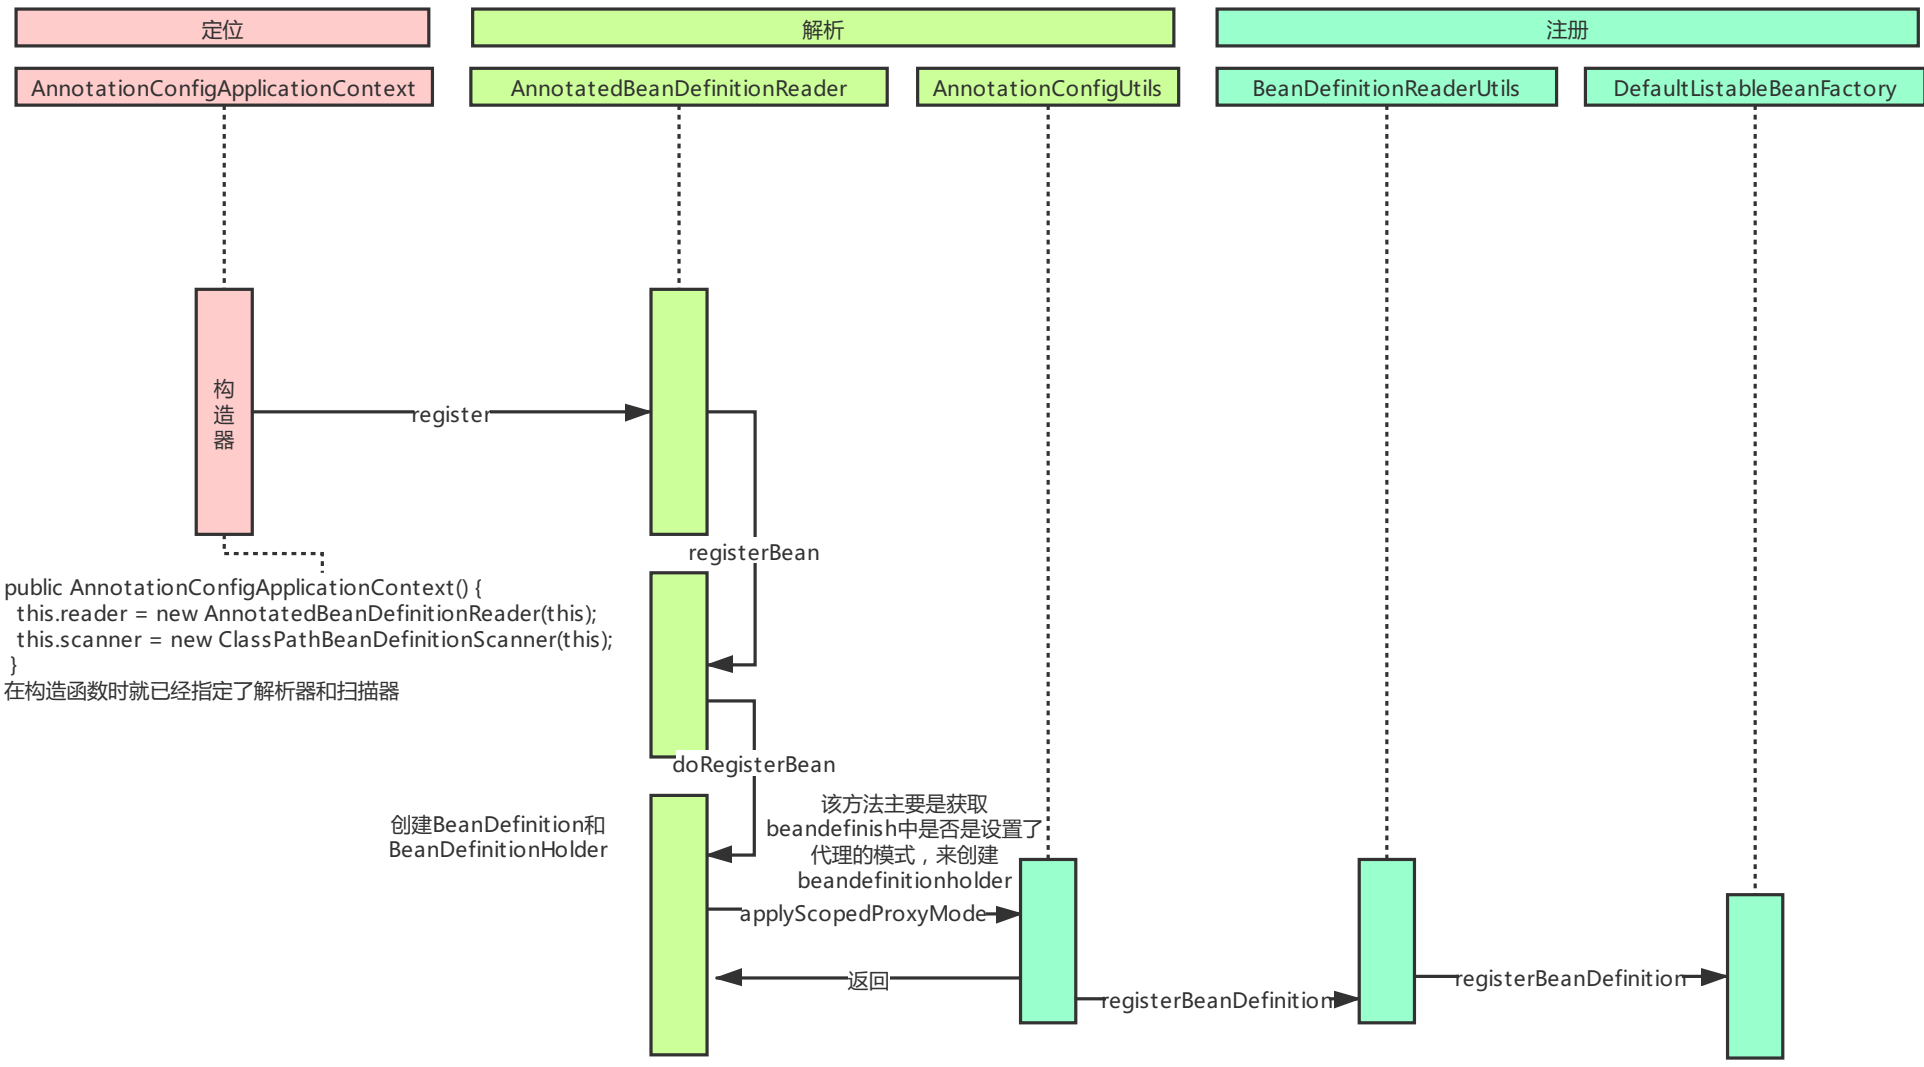 定位
解析
注册
AnnotationConfigApplicationContext
AnnotatedBeanDefinitionReader
AnnotationConfigUtils
BeanDefinitionReaderUtils
DefaultListableBeanFactory
构
造
器
register
registerBean
public AnnotationConfigApplicationContext() {
this.reader = new AnnotatedBeanDefinitionReader(this);
this.scanner = new ClassPathBeanDefinitionScanner(this);
}
在构造函数时就已经指定了解析器和扫描器
doRegisterBean
创建BeanDefinition和
BeanDefinitionHolder
该方法主要是获取
beandefinish中是否是设置了
代理的模式，来创建
beandefinitionholder
applyScopedProxyMode
返回
registerBeanDefinition
registerBeanDefinition